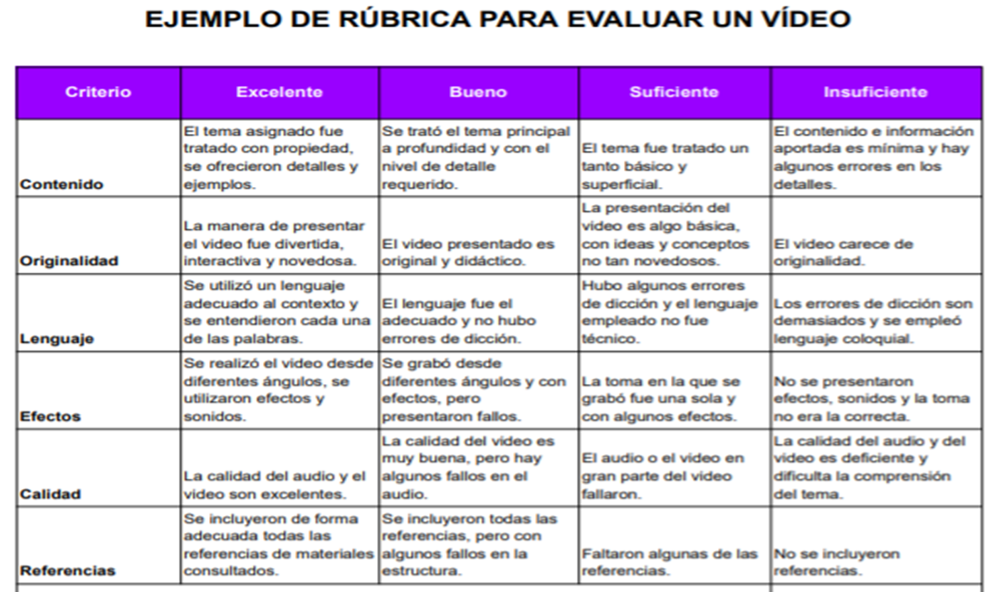 EJEMPLO DE RÚBRICA PARA EVALUAR UN VÍDEO
Criterio
Excelente
Bueno
Suficiente
Insuficiente
Contenido
El tema asignado fue
tratado con propiedad,
se ofrecieron detalles y
ejemplos.
Se trató el tema principal
a profundidad y con el
nivel de detalle
requerido.
El tema fue tratado un
tanto básico y
superficial.
El contenido e información
aportada es mínima y hay
algunos errores en los
detalles.
Originalidad
La manera de presentar
el video fue divertida,
interactiva y novedosa.
El video presentado es
original y didáctico.
La presentación del
video es algo básica,
con ideas y conceptos
no tan novedosos.
El video carece de
originalidad.
Lenguaje
Se utilizó un lenguaje
adecuado al contexto y
se entendieron cada una
de las palabras.
El lenguaje fue el
adecuado y no hubo
errores de dicción.
Hubo algunos errores
de dicción y el lenguaje
empleado no fue
técnico.
Los errores de dicción son
demasiados y se empleó
lenguaje coloquial.
Efectos
Se realizó el video desde
diferentes ángulos, se
utilizaron efectos y
sonidos.
Se grabó desde
diferentes ángulos y con
efectos, pero
presentaron fallos.
La toma en la que se
grabó fue una sola y
con algunos efectos.
No se presentaron
efectos, sonidos y la toma
no era la correcta.
Calidad
La calidad del audio y el
video son excelentes.
La calidad del video es
muy buena, pero hay
algunos fallos en el
audio.
El audio o el video en
gran parte del video
fallaron.
La calidad del audio y del
video es deficiente y
dificulta la comprensión
del tema.
Referencias
Se incluyeron de forma
adecuada todas las
referencias de materiales
consultados.
Se incluyeron todas las
referencias, pero con
algunos fallos en la
estructura.
Faltaron algunas de las
referencias.
No se incluyeron
referencias.